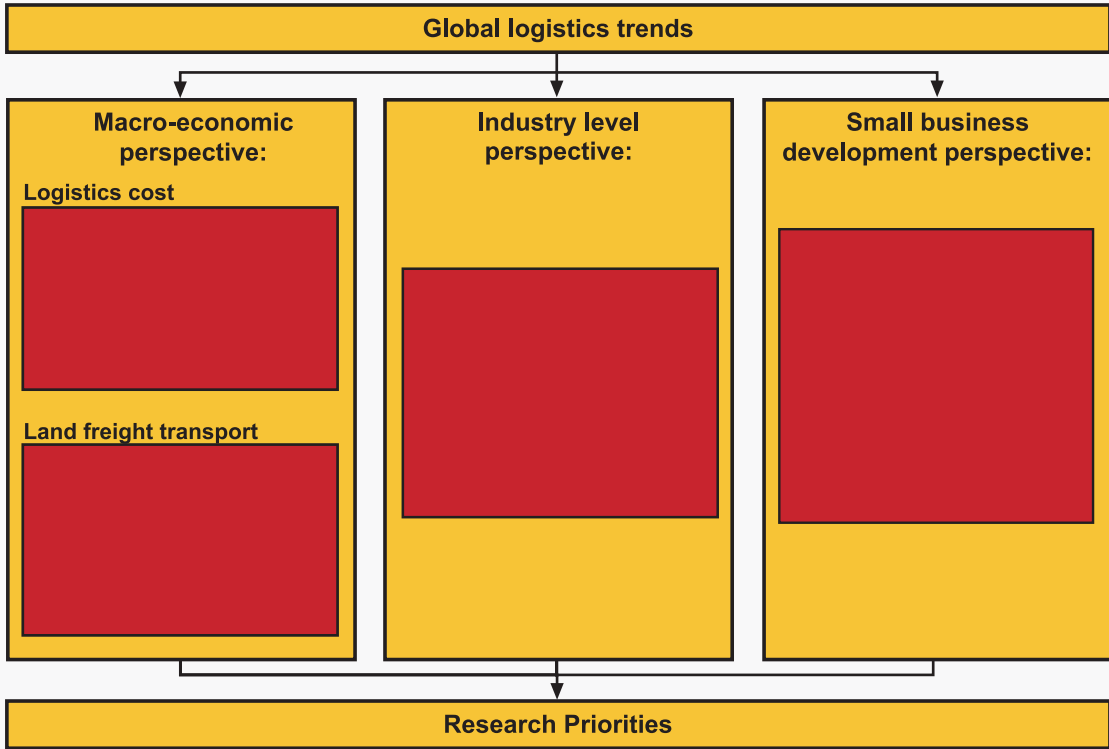 Global logistics trends
Macro-economic
perspective:
Logistics cost
Land freight transport
Industry level
perspective:
Small business
development perspective:
Research Priorities